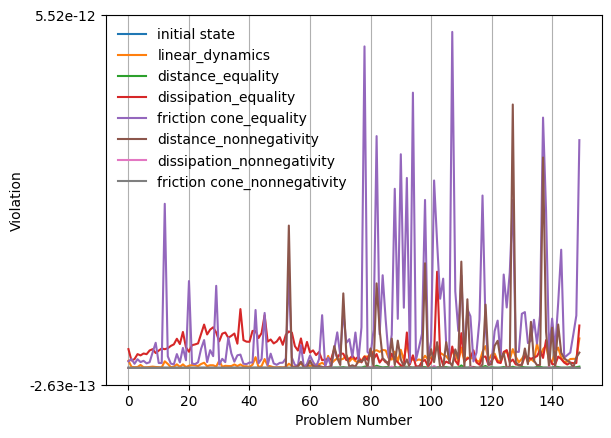 5.52e-12
initial state
linear_dynamics
distance_equality
dissipation_equality
friction cone_equality
distance_nonnegativity
dissipation_nonnegativity
friction cone_nonnegativity
Violation
-2.63e-13
0 20 40 60 80 100 120 140
Problem Number